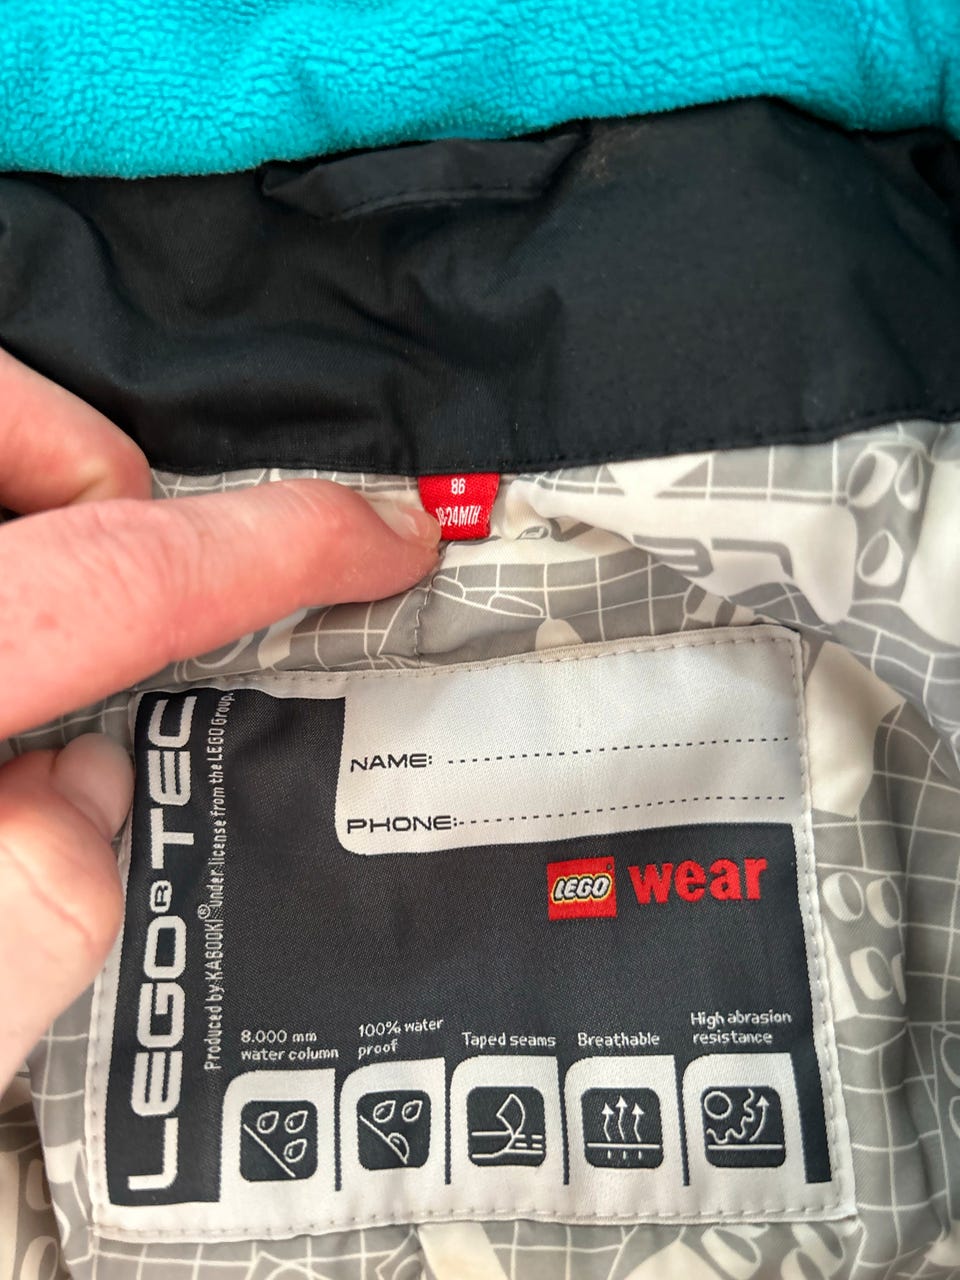 86
18-24MTH
NAME:
PHONE:
LEGO® wear
LEGO®TEC
Produced by KABOOKI® under license from the LEGO Group.
8.000 mm
water column
100% water
proof
Taped seams
Breathable
High abrasion
resistance